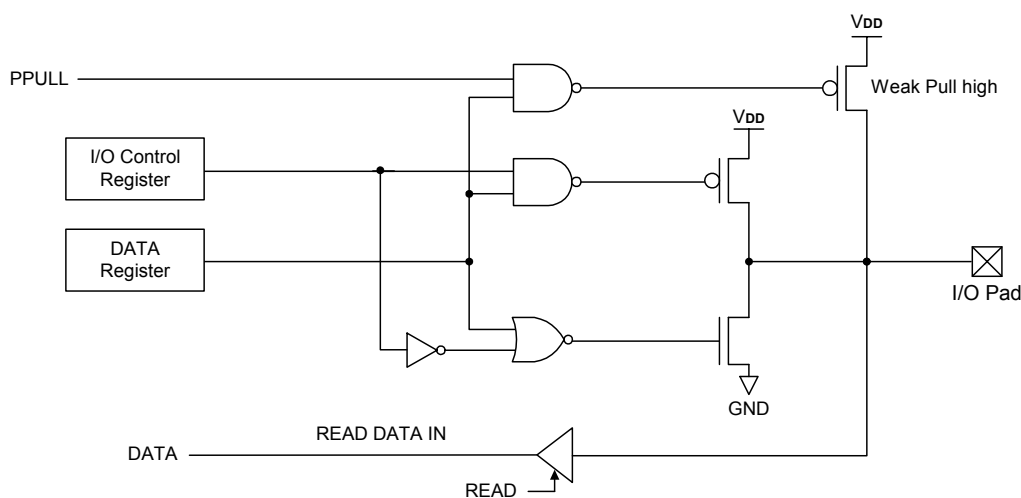 VDD
PPULL
Weak Pull high
VDD
I/O Control
Register
DATA
Register
I/O Pad
GND
READ DATA IN
DATA
READ